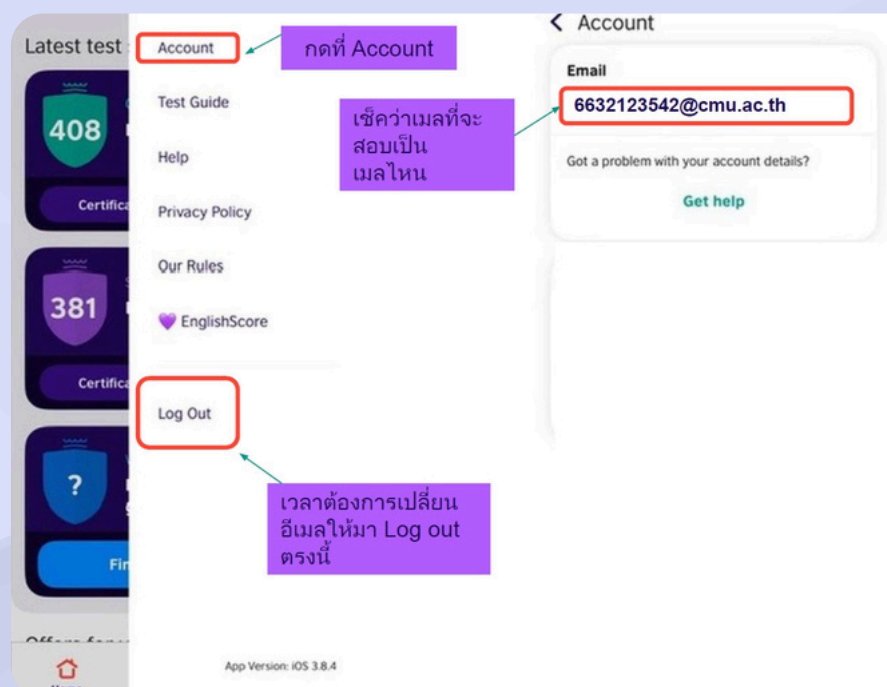 Latest test
408
Certifica
381
Certifica
?
Fin
Account
Test Guide
Help
Privacy Policy
Our Rules
💜 EnglishScore
Log Out
App Version: iOS 3.8.4
กดที่ Account
เช็คว่าเมลที่จะ
สอบเป็น
เมลไหน
เวลาต้องการเปลี่ยน
อีเมลให้มา Log out
ตรงนี้
Account
Email
6632123542@cmu.ac.th
Got a problem with your account details?
Get help